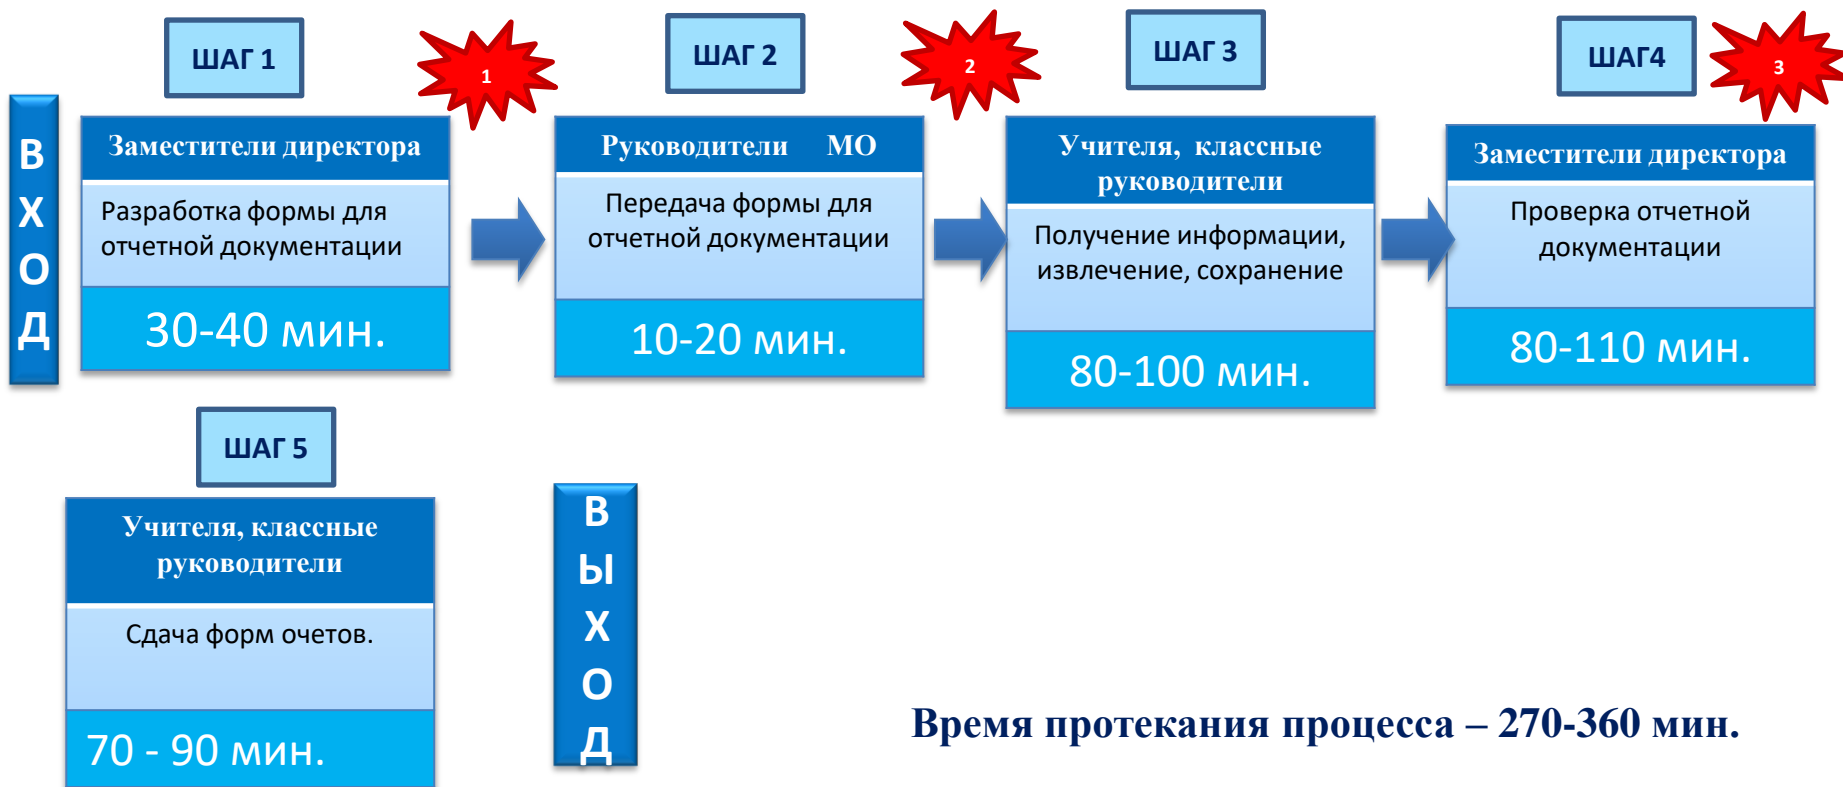 ШАГ 1
1
ШАГ 2
2
ШАГ 3
ШАГ4
3
ВХОД
Заместители директора
Разработка формы для
отчетной документации
30-40 мин.
Руководители МО
Передача формы для
отчетной документации
10-20 мин.
Учителя, классные
руководители
Получение информации,
извлечение, сохранение
80-100 мин.
Заместители директора
Проверка отчетной
документации
80-110 мин.
ШАГ 5
Учителя, классные
руководители
Сдача форм очетов.
70 - 90 мин.
ВЫХОД
Время протекания процесса – 270-360 мин.